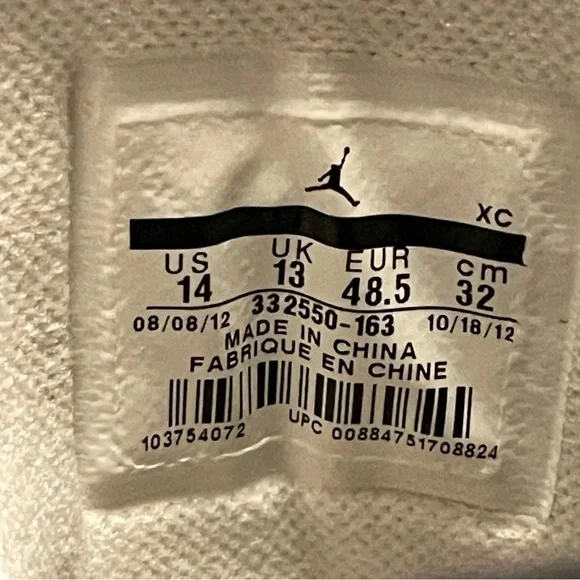 XC
US UK EUR cm
14 13 48.5 32
332550-163
08/08/12 10/18/12
MADE IN CHINA
FABRIQUE EN CHINE
103754072 UPC 00884751708824